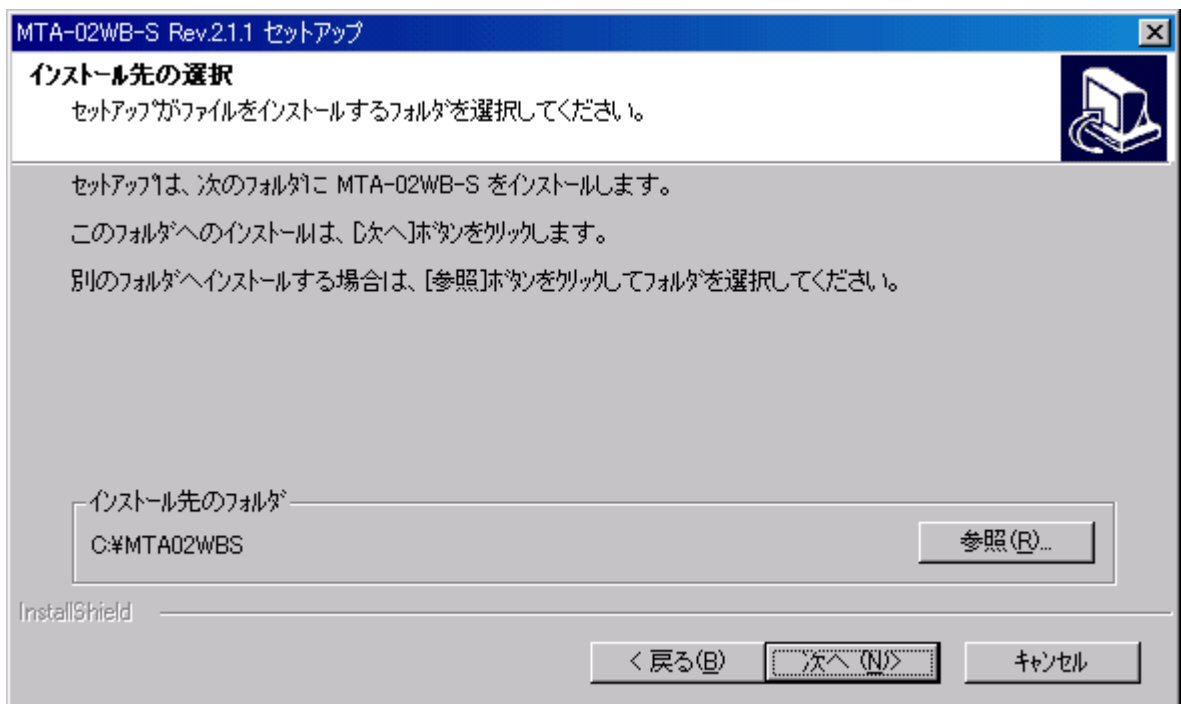 MTA-02WB-S Rev.2.1.1 セットアップ
インストール先の選択
セットアップがファイルをインストールするフォルダを選択してください。
セットアップは、次のフォルダに MTA-02WB-S をインストールします。
このフォルダへのインストールは、[次へ]ボタンをクリックします。
別のフォルダへインストールする場合は、[参照]ボタンをクリックしてフォルダを選択してください。
インストール先のフォルダ
C:¥MTA02WBS
参照(R)...
InstallShield
< 戻る(B)
次へ (N)>
キャンセル